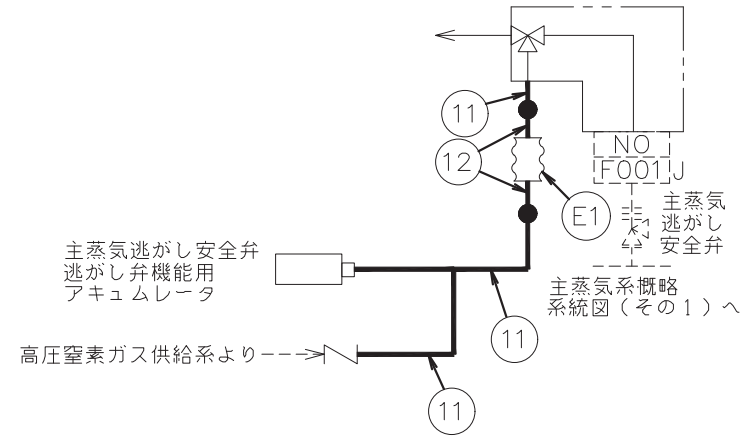 11
12
NO
F001J
E1
主蒸気
逃がし
安全弁
主蒸気逃がし安全弁
逃がし弁機能用
アキュムレータ
主蒸気系概略
系統図(その1)へ
11
高圧窒素ガス供給系より
11